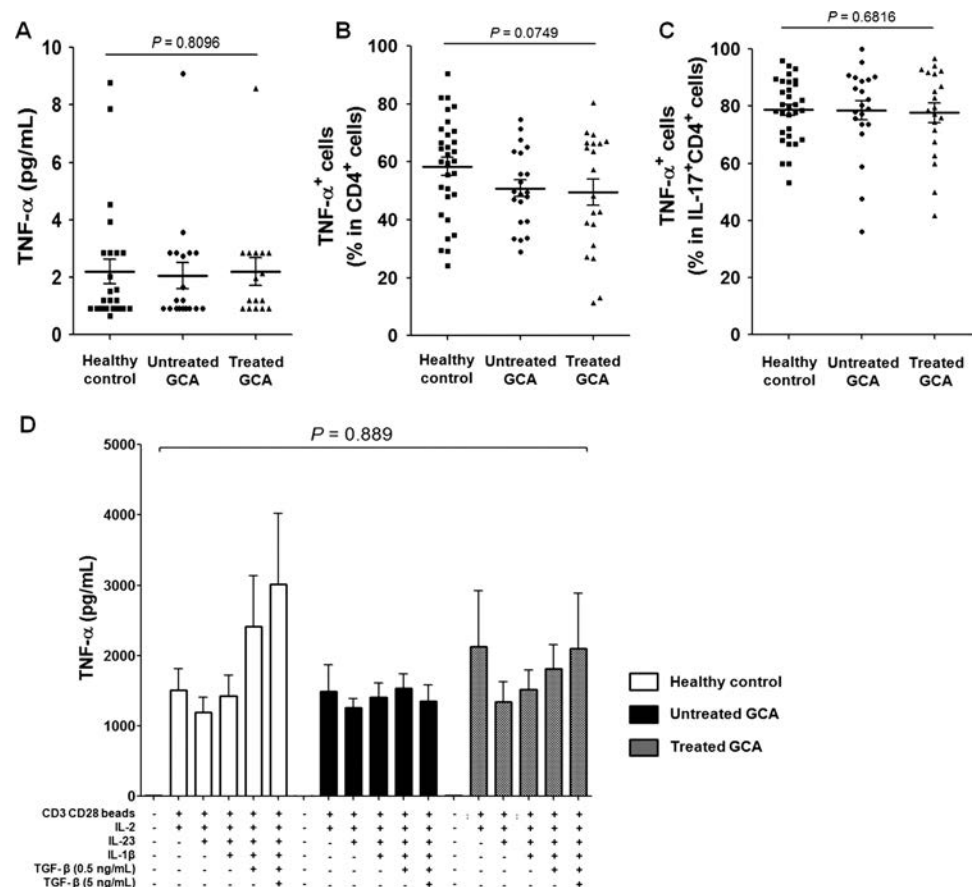 A
P = 0.8096
TNF-α (pg/mL)
10
8
6
4
2
0
Healthy control
Untreated GCA
Treated GCA
B
P = 0.0749
TNF-α+ cells
(% in CD4+ cells)
100
80
60
40
20
0
Healthy control
Untreated GCA
Treated GCA
C
P = 0.6816
TNF-α+ cells
(% in IL-17+CD4+ cells)
100
80
60
40
20
0
Healthy control
Untreated GCA
Treated GCA
D
P = 0.889
TNF-α (pg/mL)
5000
4000
3000
2000
1000
0
Healthy control
Untreated GCA
Treated GCA
CD3 CD28 beads - + + + + + - + + + + + - + + + + +
IL-2 - + + + + + - + + + + + - + + + + +
IL-23 - - + + + + - - + + + + - - + + + +
IL-1β - - - + + + - - - + + + - - - + + +
TGF-β (0.5 ng/mL) - - - - + + - - - - + + - - - - + +
TGF-β (5 ng/mL) - - - - - + - - - - - + - - - - - +